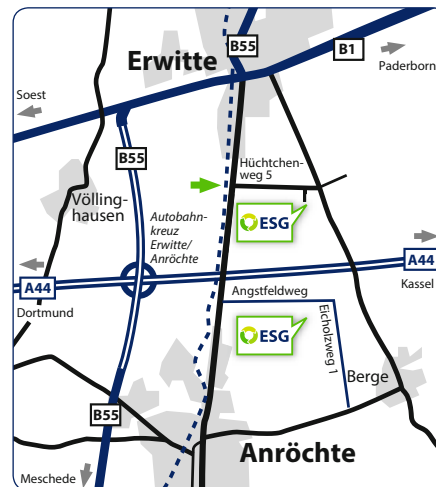 B55
Erwitte
B1
Paderborn
Soest
B55
Hüchtchen-
weg 5
Völling-
hausen
Autobahn-
kreuz
Erwitte/
Anröchte
ESG
A44
A44
Kassel
Dortmund
Angstfeldweg
Eicholzweg 1
ESG
Berge
B55
Anröchte
Meschede